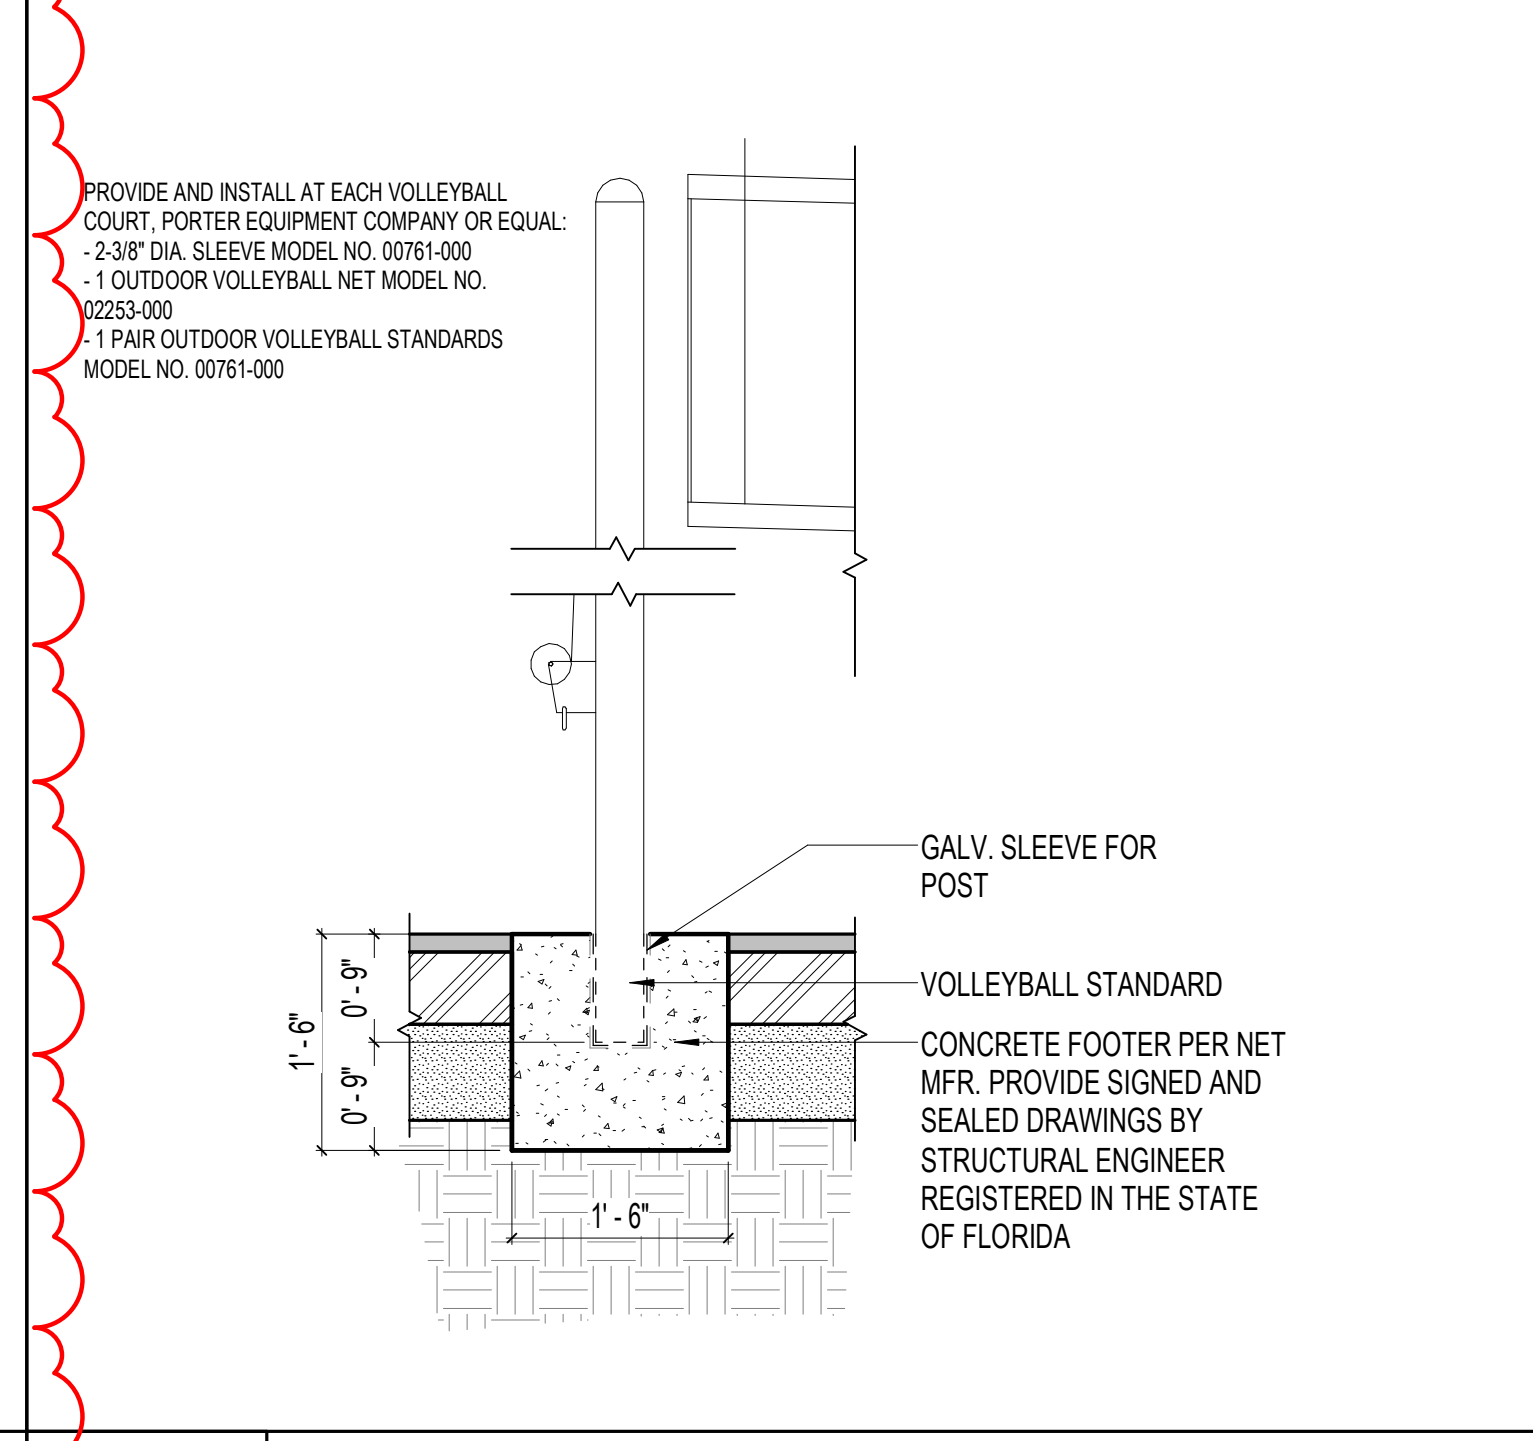 PROVIDE AND INSTALL AT EACH VOLLEYBALL
COURT, PORTER EQUIPMENT COMPANY OR EQUAL:
- 2-3/8" DIA. SLEEVE MODEL NO. 00761-000
- 1 OUTDOOR VOLLEYBALL NET MODEL NO.
02253-000
- 1 PAIR OUTDOOR VOLLEYBALL STANDARDS
MODEL NO. 00761-000
GALV. SLEEVE FOR
POST
VOLLEYBALL STANDARD
CONCRETE FOOTER PER NET
MFR. PROVIDE SIGNED AND
SEALED DRAWINGS BY
STRUCTURAL ENGINEER
REGISTERED IN THE STATE
OF FLORIDA
1' - 6"
0' - 9"
0' - 9"
1' - 6"